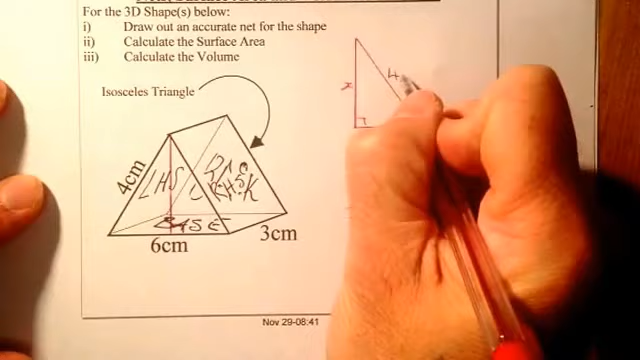 For the 3D Shape(s) below:
i) Draw out an accurate net for the shape
ii) Calculate the Surface Area
iii) Calculate the Volume
Isosceles Triangle
x
4
4cm
LHS
BASE
6cm
3cm
Nov 29-08:41